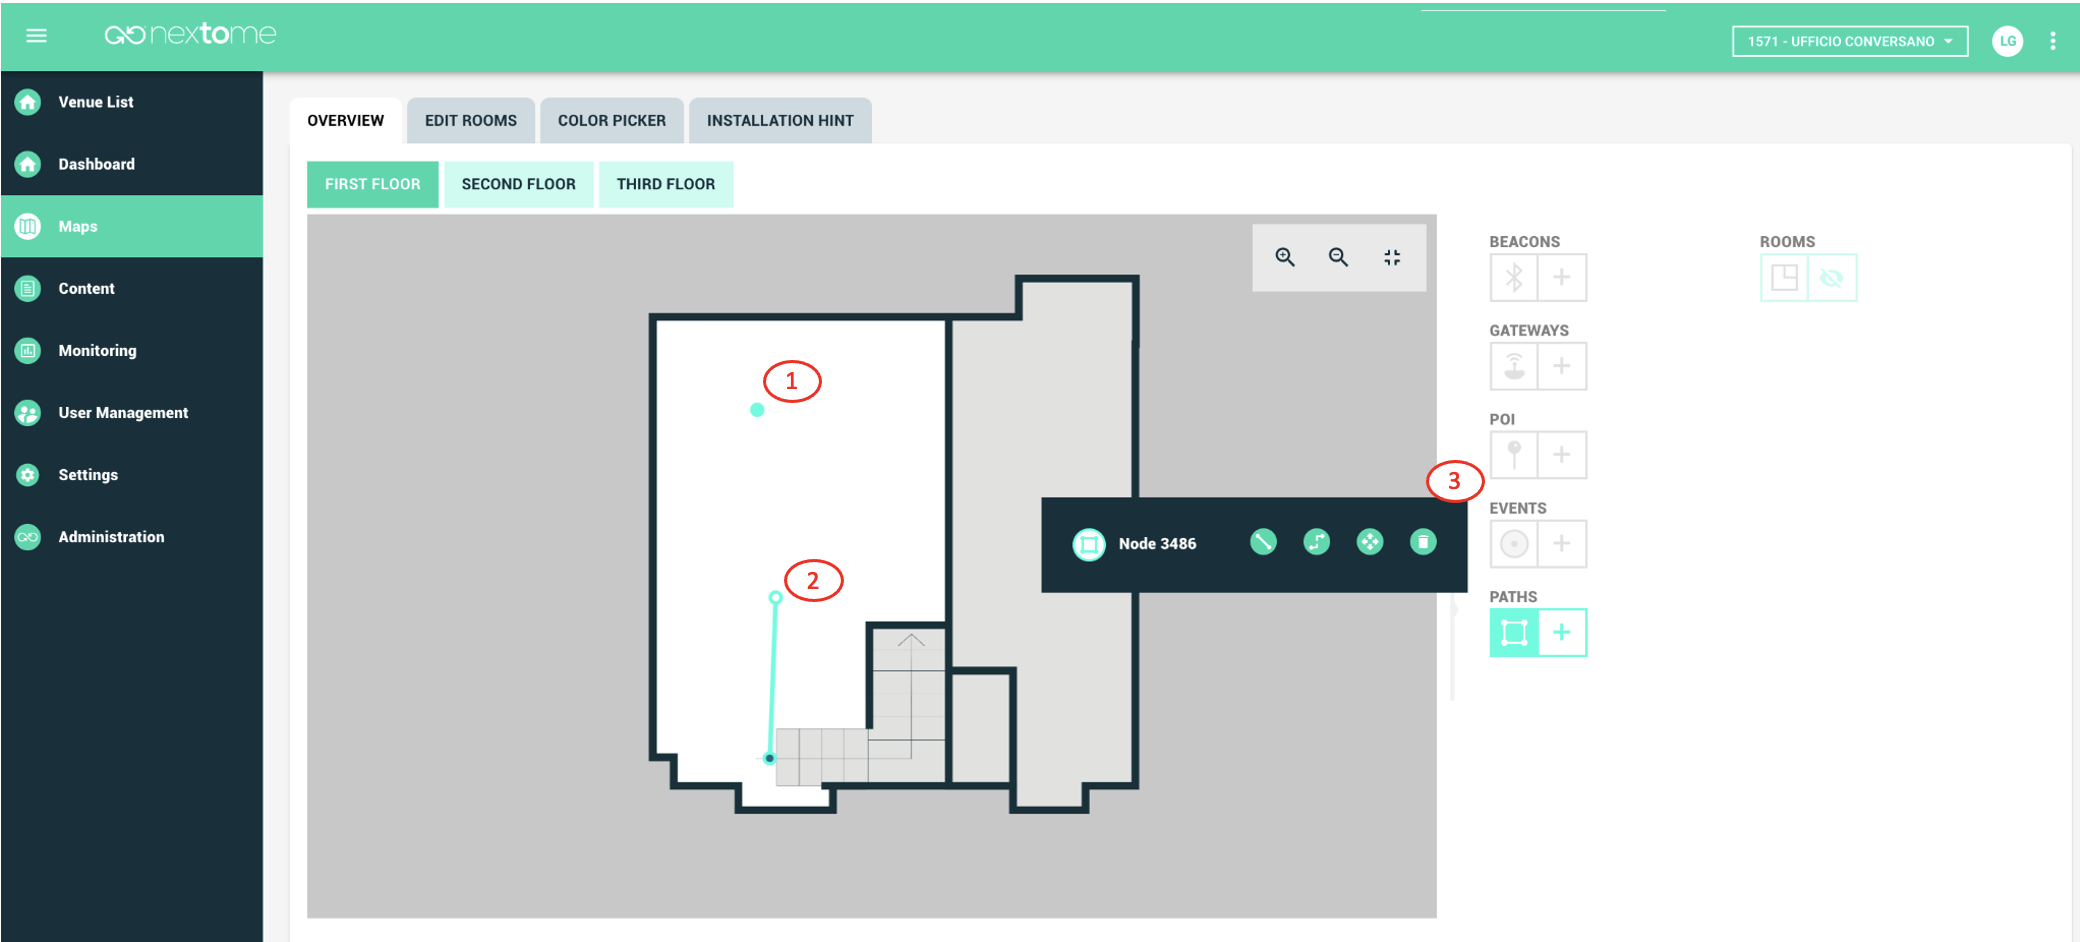 nextome
1571 - UFFICIO CONVERSANO
LG
Venue List
Dashboard
Maps
Content
Monitoring
User Management
Settings
Administration
OVERVIEW
EDIT ROOMS
COLOR PICKER
INSTALLATION HINT
FIRST FLOOR
SECOND FLOOR
THIRD FLOOR
1
2
3
Node 3486
BEACONS
GATEWAYS
POI
EVENTS
PATHS
ROOMS